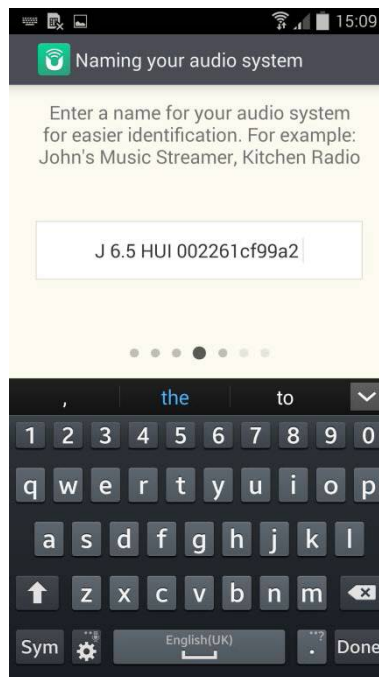 15:09
Naming your audio system
Enter a name for your audio system
for easier identification. For example:
John's Music Streamer, Kitchen Radio
J 6.5 HUI 002261cf99a2
, the to
1 2 3 4 5 6 7 8 9 0
q w e r t y u i o p
a s d f g h j k l
z x c v b n m
Sym English(UK) . Done